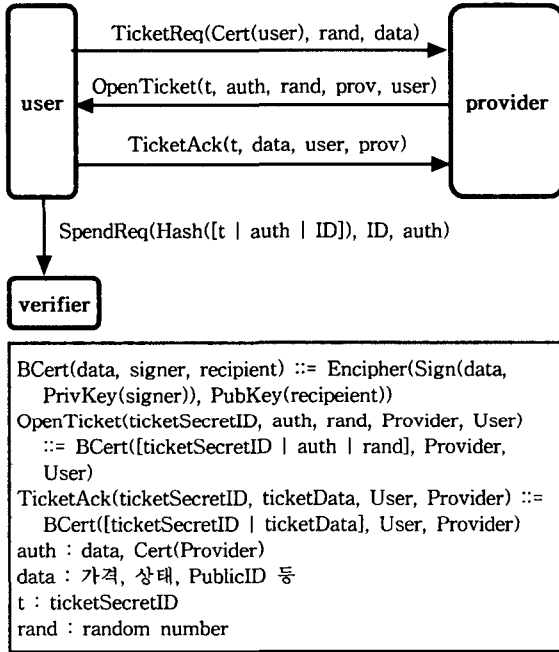 TicketReq(Cert(user), rand, data)
OpenTicket(t, auth, rand, prov, user)
user
provider
TicketAck(t, data, user, prov)
SpendReq(Hash([t | auth | ID]), ID, auth)
verifier
BCert(data, signer, recipient) ::= Encipher(Sign(data,
PrivKey(signer)), PubKey(recipeient))
OpenTicket(ticketSecretID, auth, rand, Provider, User)
::= BCert([ticketSecretID | auth | rand], Provider,
User)
TicketAck(ticketSecretID, ticketData, User, Provider) ::=
BCert([ticketSecretID | ticketData], User, Provider)
auth : data, Cert(Provider)
data : 가격, 상태, PublicID 등
t : ticketSecretID
rand : random number